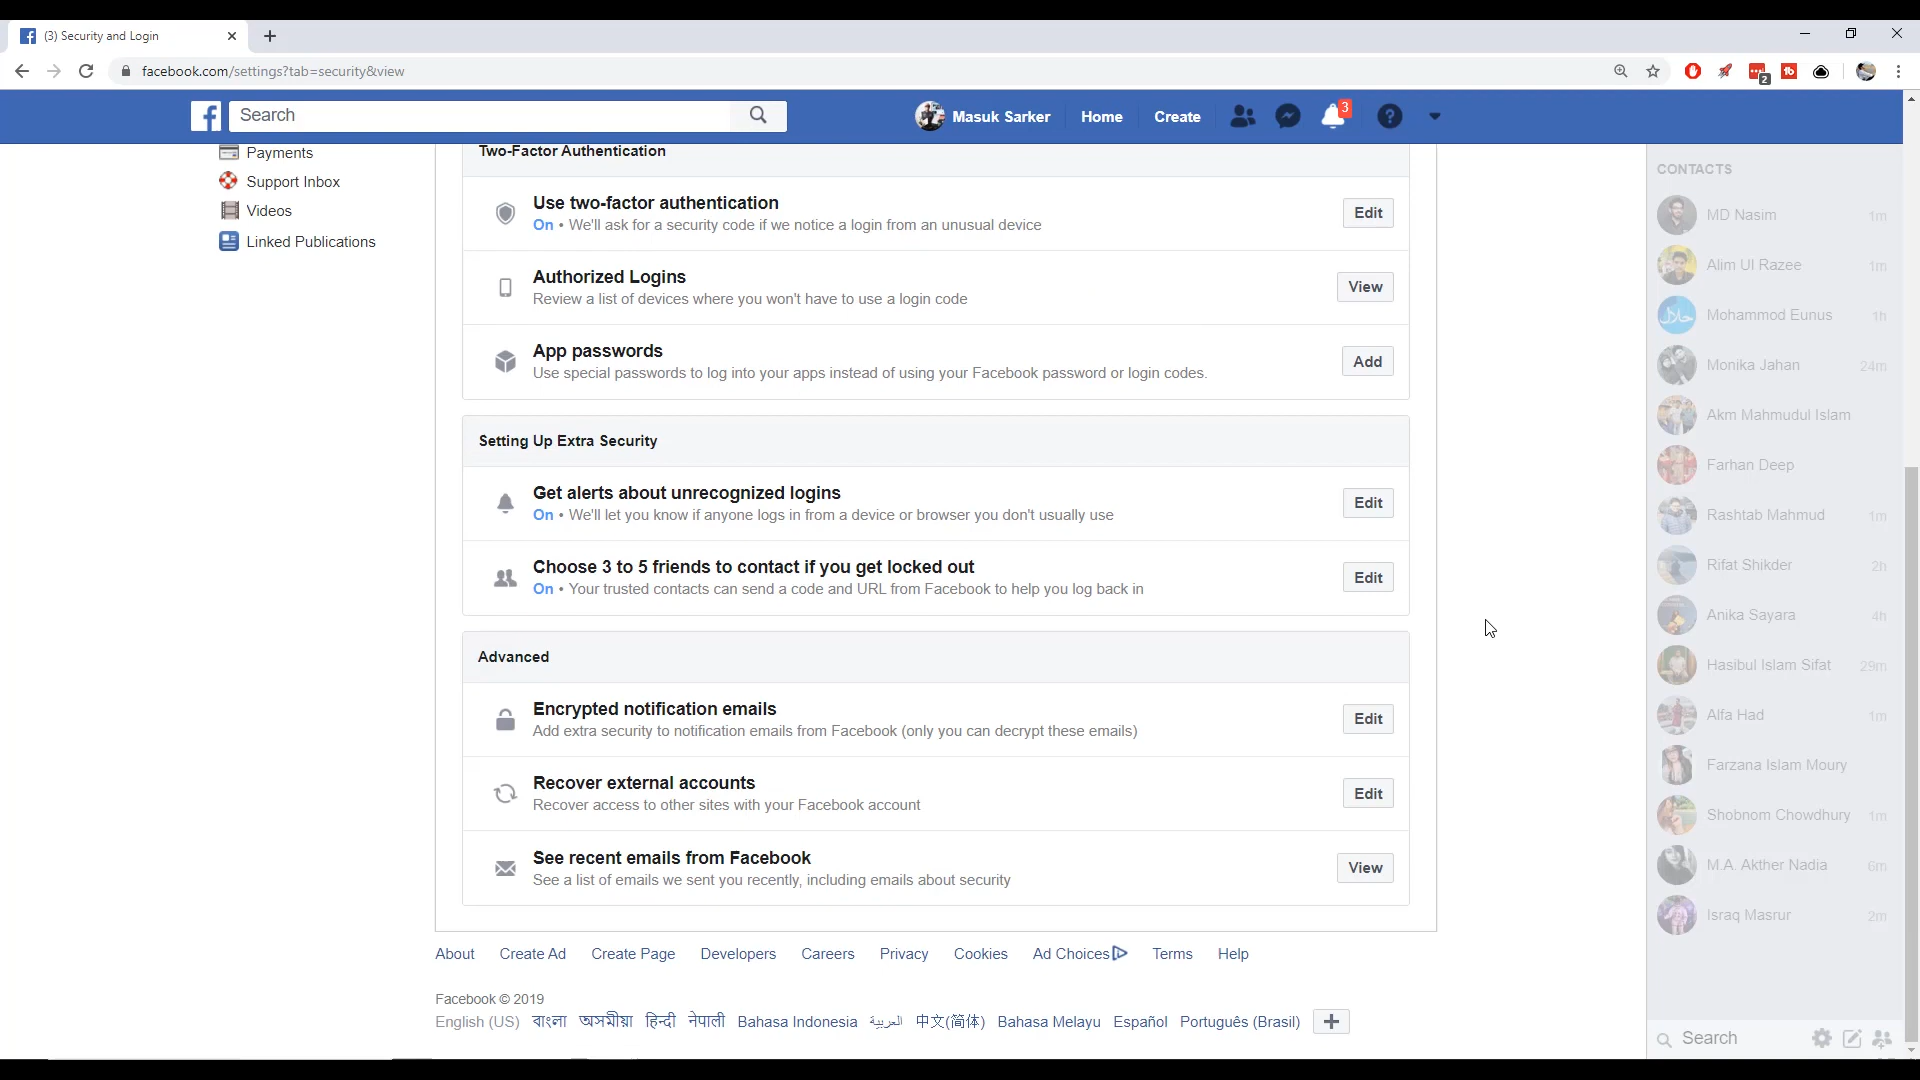 (3) Security and Login
facebook.com/settings?tab=security&view
2
Search
Masuk Sarker
Home
Create
3
Payments
Support Inbox
Videos
Linked Publications
Two-Factor Authentication
Use two-factor authentication
On • We'll ask for a security code if we notice a login from an unusual device
Edit
Authorized Logins
Review a list of devices where you won't have to use a login code
View
App passwords
Use special passwords to log into your apps instead of using your Facebook password or login codes.
Add
Setting Up Extra Security
Get alerts about unrecognized logins
On • We'll let you know if anyone logs in from a device or browser you don't usually use
Edit
Choose 3 to 5 friends to contact if you get locked out
On • Your trusted contacts can send a code and URL from Facebook to help you log back in
Edit
Advanced
Encrypted notification emails
Add extra security to notification emails from Facebook (only you can decrypt these emails)
Edit
Recover external accounts
Recover access to other sites with your Facebook account
Edit
See recent emails from Facebook
See a list of emails we sent you recently, including emails about security
View
About Create Ad Create Page Developers Careers Privacy Cookies Ad Choices Terms Help
Facebook © 2019
English (US) বাংলা অসমীয়া हिन्दी नेपाली Bahasa Indonesia العربية 中文(简体) Bahasa Melayu Español Português (Brasil)
CONTACTS
MD Nasim 1m
Alim Ul Razee 1m
Mohammod Eunus 1h
Monika Jahan 24m
Akm Mahmudul Islam
Farhan Deep
Rashtab Mahmud 1m
Rifat Shikder 2h
Anika Sayara 4h
Hasibul Islam Sifat 29m
Alfa Had 1m
Farzana Islam Moury
Shobnom Chowdhury 1m
M.A. Akther Nadia 6m
Israq Masrur 2m
Search